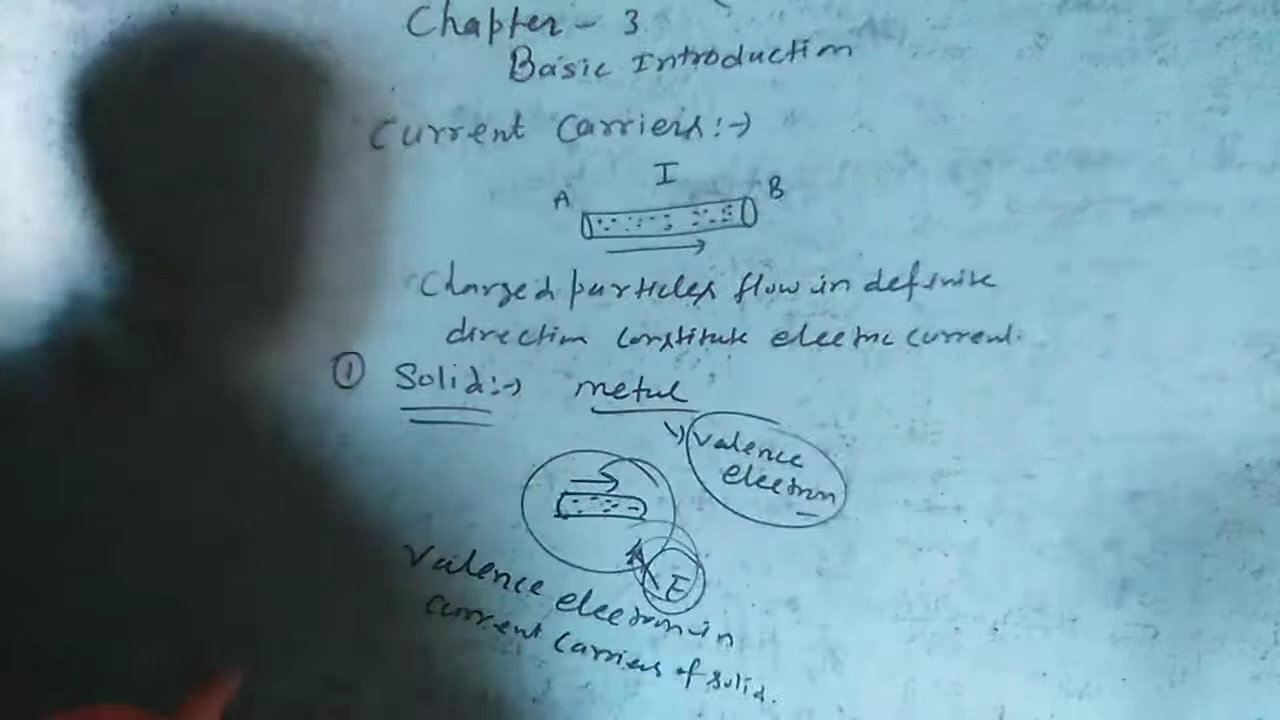 Chapter - 3
Basic Introduction
Current Carriers :->
I
A B
Charged particles flow in definite
direction constitute electric current.
① Solid :-> metal
valence
electron
E
Valence electron in
current carriers of solid.